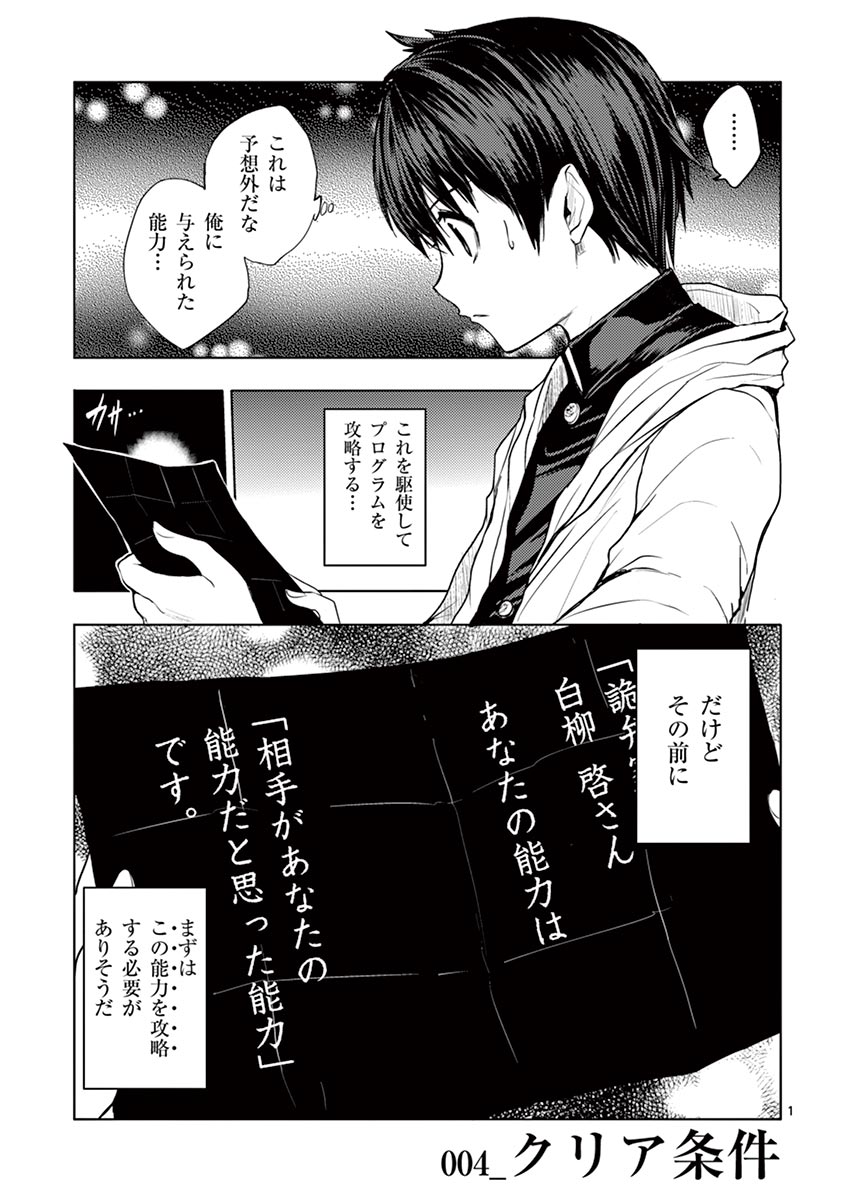 ……
これは
予想外だな
俺に
与えられた
能力…
これを駆使して
プログラムを
攻略する…
カサ…
だけど
その前に
「詭弁
白柳 啓さん
あなたの能力は
「相手があなたの
能力だと思った能力」
です。
まずは
この能力を攻略
する必要が
ありそうだ
1
004_クリア条件